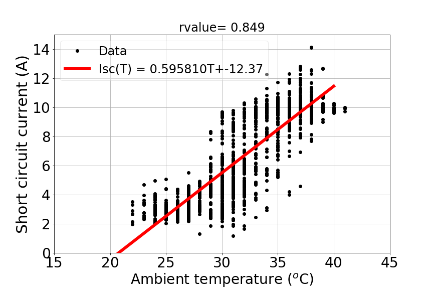 rvalue= 0.849
Data
Isc(T) = 0.595810T+-12.37
Short circuit current (A)
14
12
10
8
6
4
2
0
15 20 25 30 35 40 45
Ambient temperature (°C)